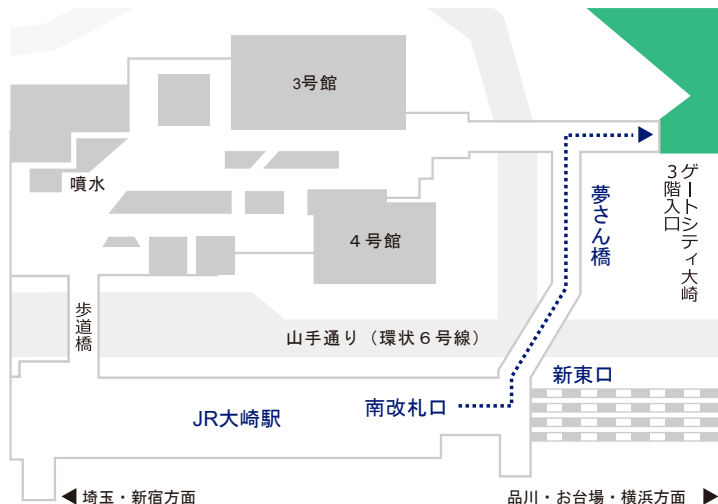 3号館
噴水
4号館
夢さん橋
ゲートシティ大崎
3階入口
歩道橋
山手通り（環状6号線）
新東口
南改札口
JR大崎駅
◀ 埼玉・新宿方面
品川・お台場・横浜方面 ▶